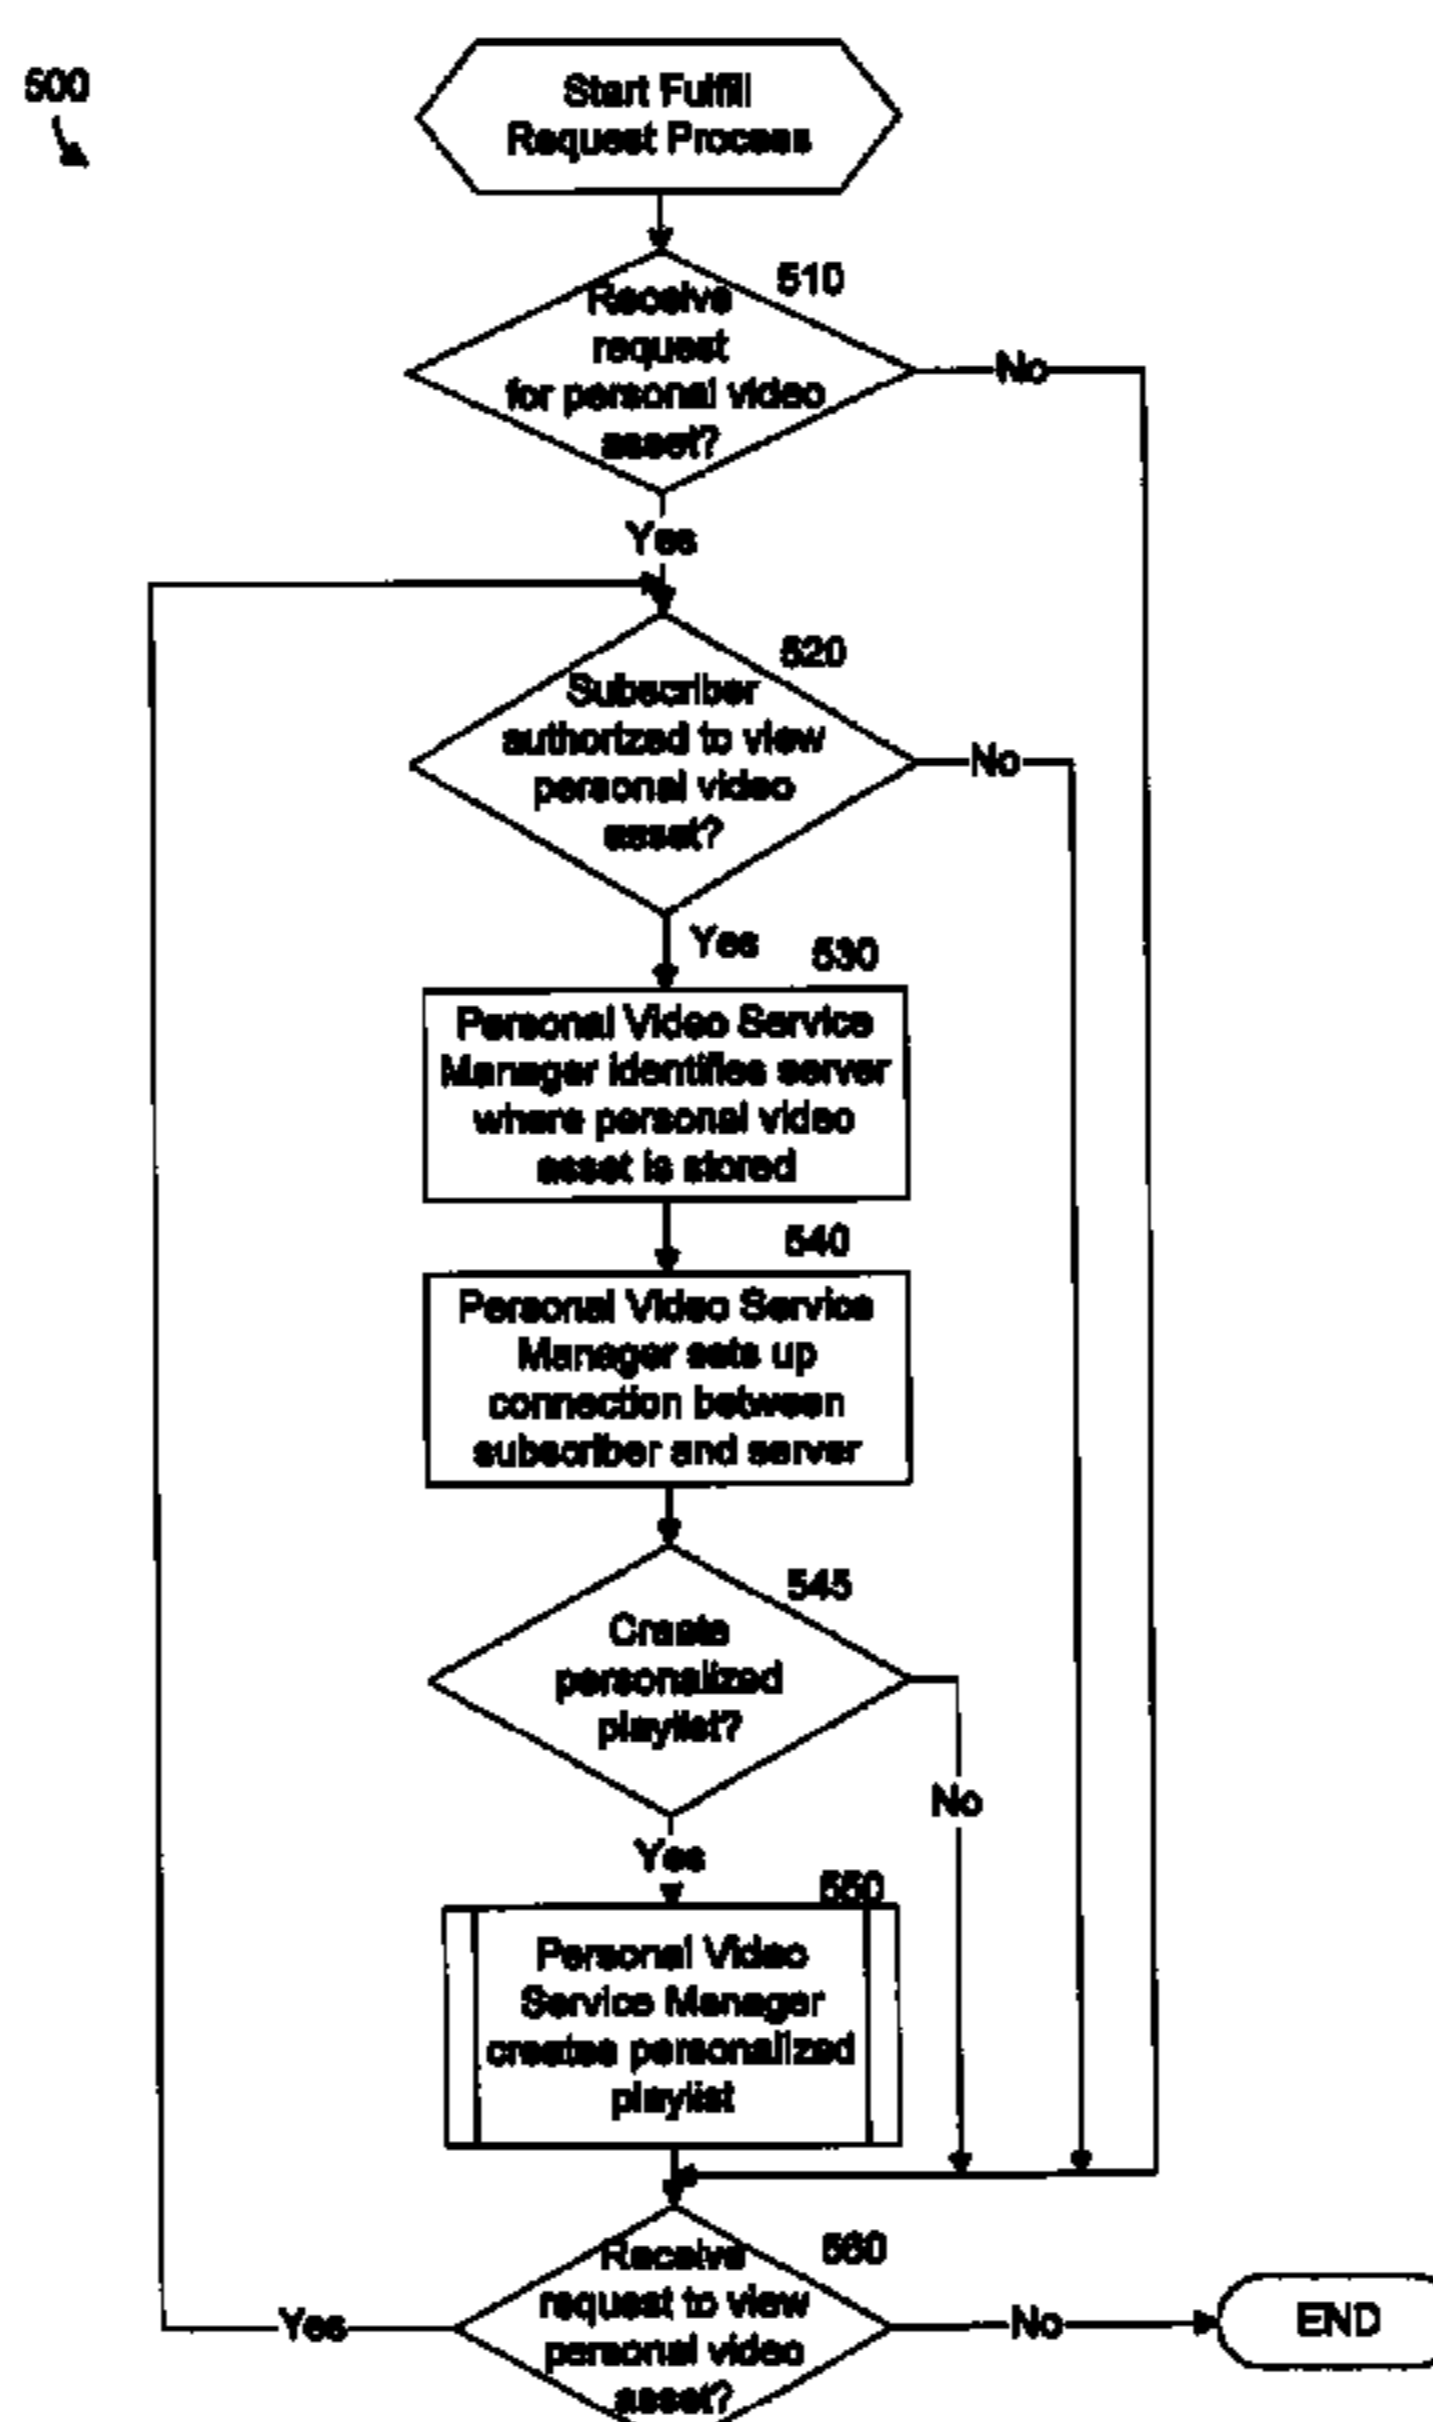 500
Start Fulfill
Request Process
510
Receive
request
for personal video
asset?
No
Yes
520
Subscriber
authorized to view
personal video
asset?
No
Yes
530
Personal Video Service
Manager identifies server
where personal video
asset is stored
540
Personal Video Service
Manager sets up
connection between
subscriber and server
545
Create
personalized
playlist?
No
Yes
550
Personal Video
Service Manager
creates personalized
playlist
560
Receive
request to view
personal video
asset?
Yes
No
END